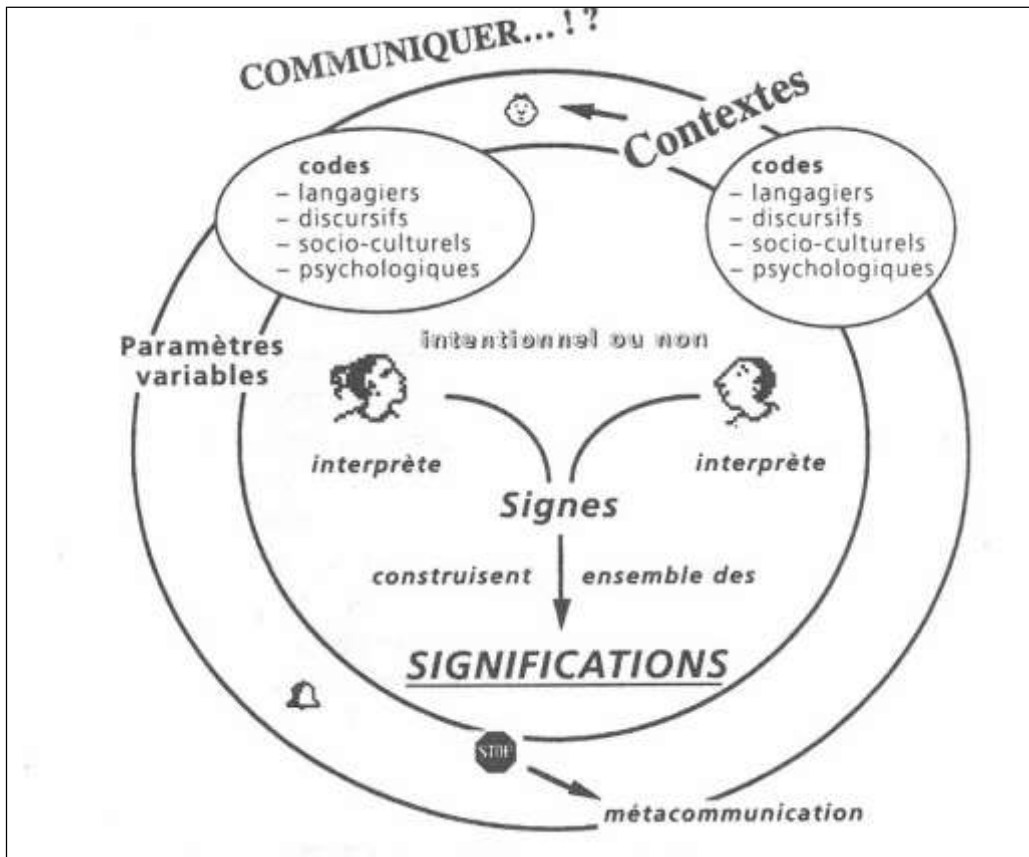 COMMUNIQUER...!?
Contextes
codes
– langagiers
– discursifs
– socio-culturels
– psychologiques
codes
– langagiers
– discursifs
– socio-culturels
– psychologiques
Paramètres
variables
intentionnel ou non
interprète
interprète
Signes
construisent ensemble des
SIGNIFICATIONS
STOP
métacommunication